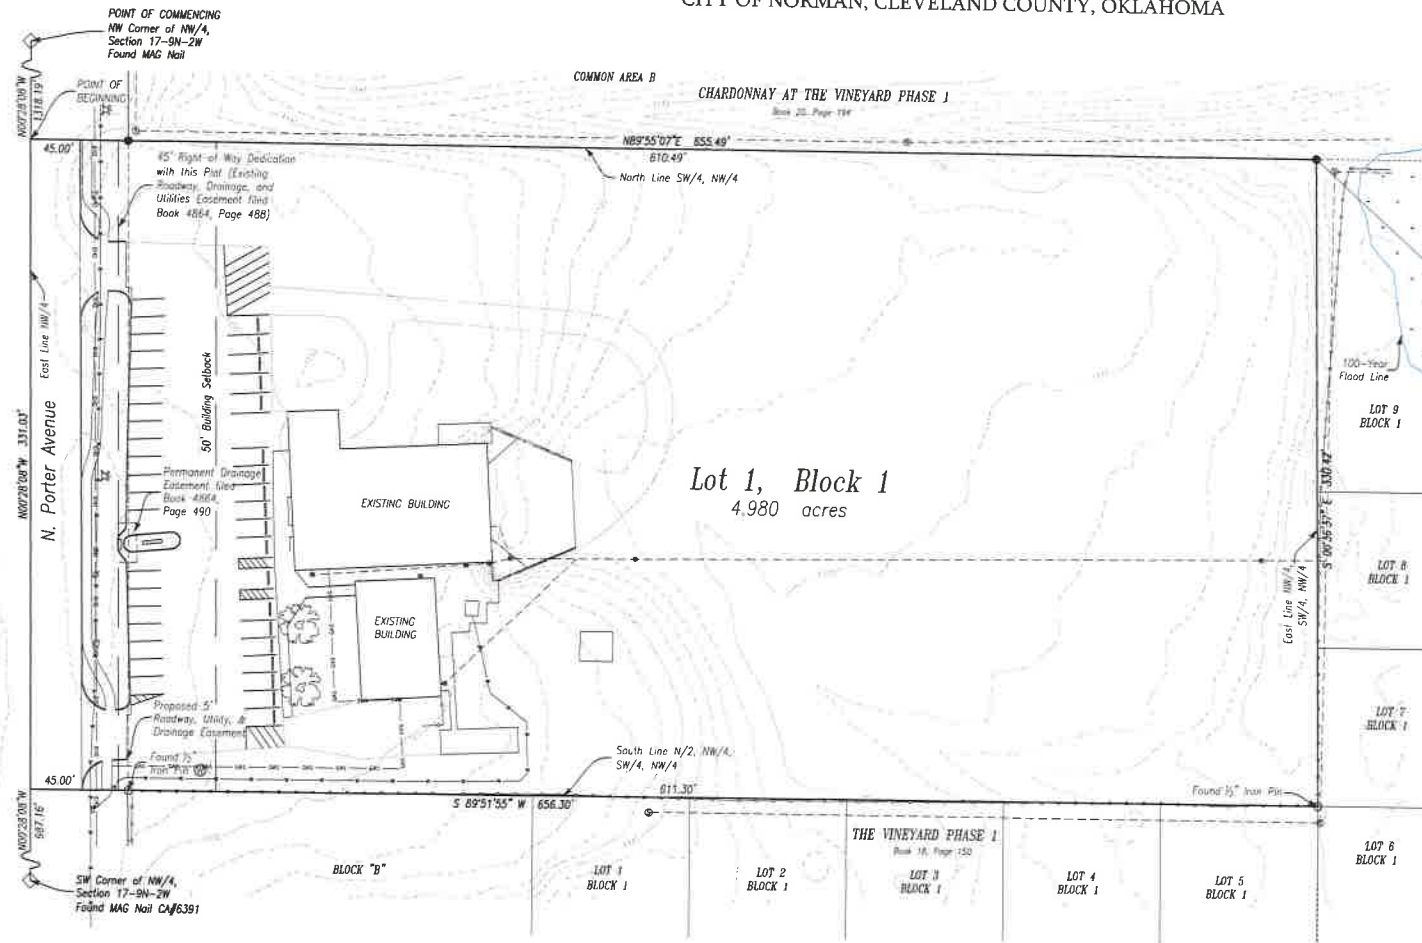 CITY OF NORMAN, CLEVELAND COUNTY, OKLAHOMA
POINT OF COMMENCING
NW Corner of NW/4,
Section 17-9N-2W
Found MAG Nail
N00°28'08"W
1318.19'
POINT OF
BEGINNING
COMMON AREA B
CHARDONNAY AT THE VINEYARD PHASE 1
Book 20, Page 194
45.00'
N89°55'07"E 655.49'
610.49'
North Line SW/4, NW/4
45' Right-of-Way Dedication
with this Plat (Existing
Roadway, Drainage, and
Utilities Easement filed
Book 4864, Page 488)
East Line NW/4
N. Porter Avenue
N00°28'08"W 331.03'
50' Building Setback
100-Year
Flood Line
LOT 9
BLOCK 1
Permanent Drainage
Easement filed
Book 4864,
Page 490
EXISTING BUILDING
Lot 1, Block 1
4.980 acres
S 00°36'37" E 330.42'
East Line NW/4,
SW/4, NW/4
LOT 8
BLOCK 1
EXISTING
BUILDING
LOT 7
BLOCK 1
Proposed 5'
Roadway, Utility, &
Drainage Easement
Found ½"
Iron Pin
South Line N/2, NW/4,
SW/4, NW/4
45.00'
S 89°51'55" W 656.30'
611.30'
Found ½" Iron Pin
N00°28'08"W
987.16'
THE VINEYARD PHASE 1
Book 18, Page 150
LOT 6
BLOCK 1
BLOCK "B"
LOT 1
BLOCK 1
LOT 2
BLOCK 1
LOT 3
BLOCK 1
LOT 4
BLOCK 1
LOT 5
BLOCK 1
SW Corner of NW/4,
Section 17-9N-2W
Found MAG Nail CA#6391